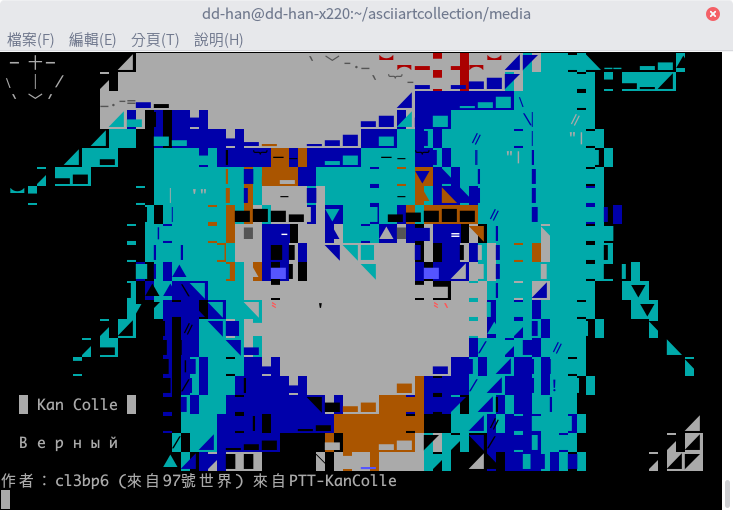 dd-han@dd-han-x220:~/asciiartcollection/media
檔案(F) 編輯(E) 分頁(T) 說明(H)
Kan Colle
Верный
作者：cl3bp6 (來自97號世界) 來自PTT-KanColle